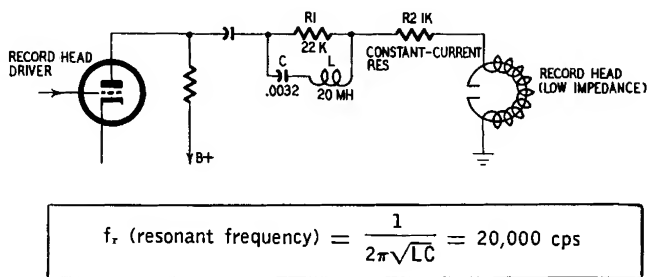 RECORD HEAD
DRIVER
B+
R1
22 K
C
.0032
L
20 MH
R2 1K
CONSTANT-CURRENT
RES
RECORD HEAD
(LOW IMPEDANCE)
fr (resonant frequency) = 1 / 2π√LC = 20,000 cps